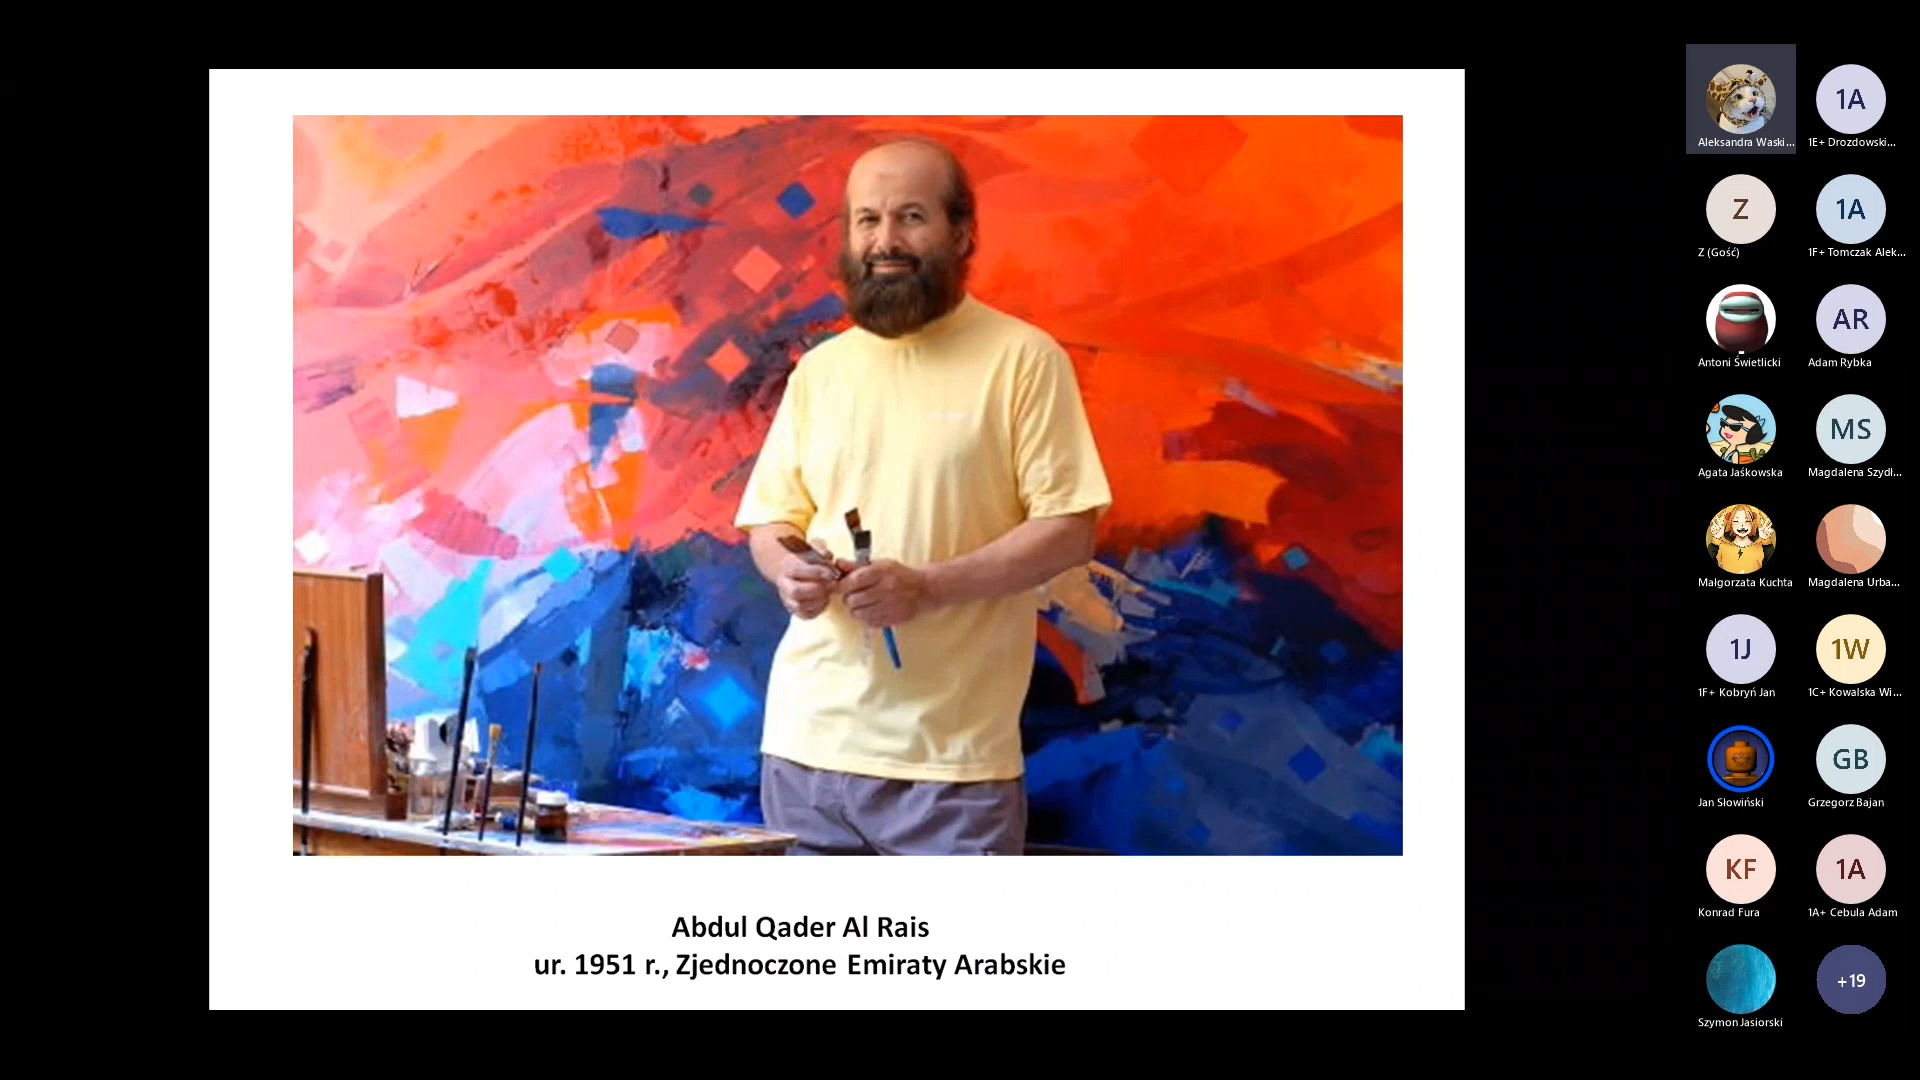 Abdul Qader Al Rais
ur. 1951 r., Zjednoczone Emiraty Arabskie
Aleksandra Waski...
1A
1E+ Drozdowski...
Z
Z (Gość)
1A
1F+ Tomczak Alek...
Antoni Świetlicki
AR
Adam Rybka
Agata Jaśkowska
MS
Magdalena Szydł...
Małgorzata Kuchta
Magdalena Urba...
1J
1F+ Kobryń Jan
1W
1C+ Kowalska Wi...
Jan Słowiński
GB
Grzegorz Bajan
KF
Konrad Fura
1A
1A+ Cebula Adam
Szymon Jasiorski
+19